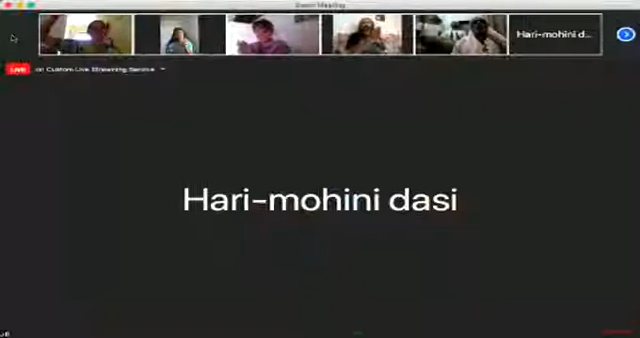 Zoom Meeting
Hari-mohini d...
LIVE on Custom Live Streaming Service
Hari-mohini dasi